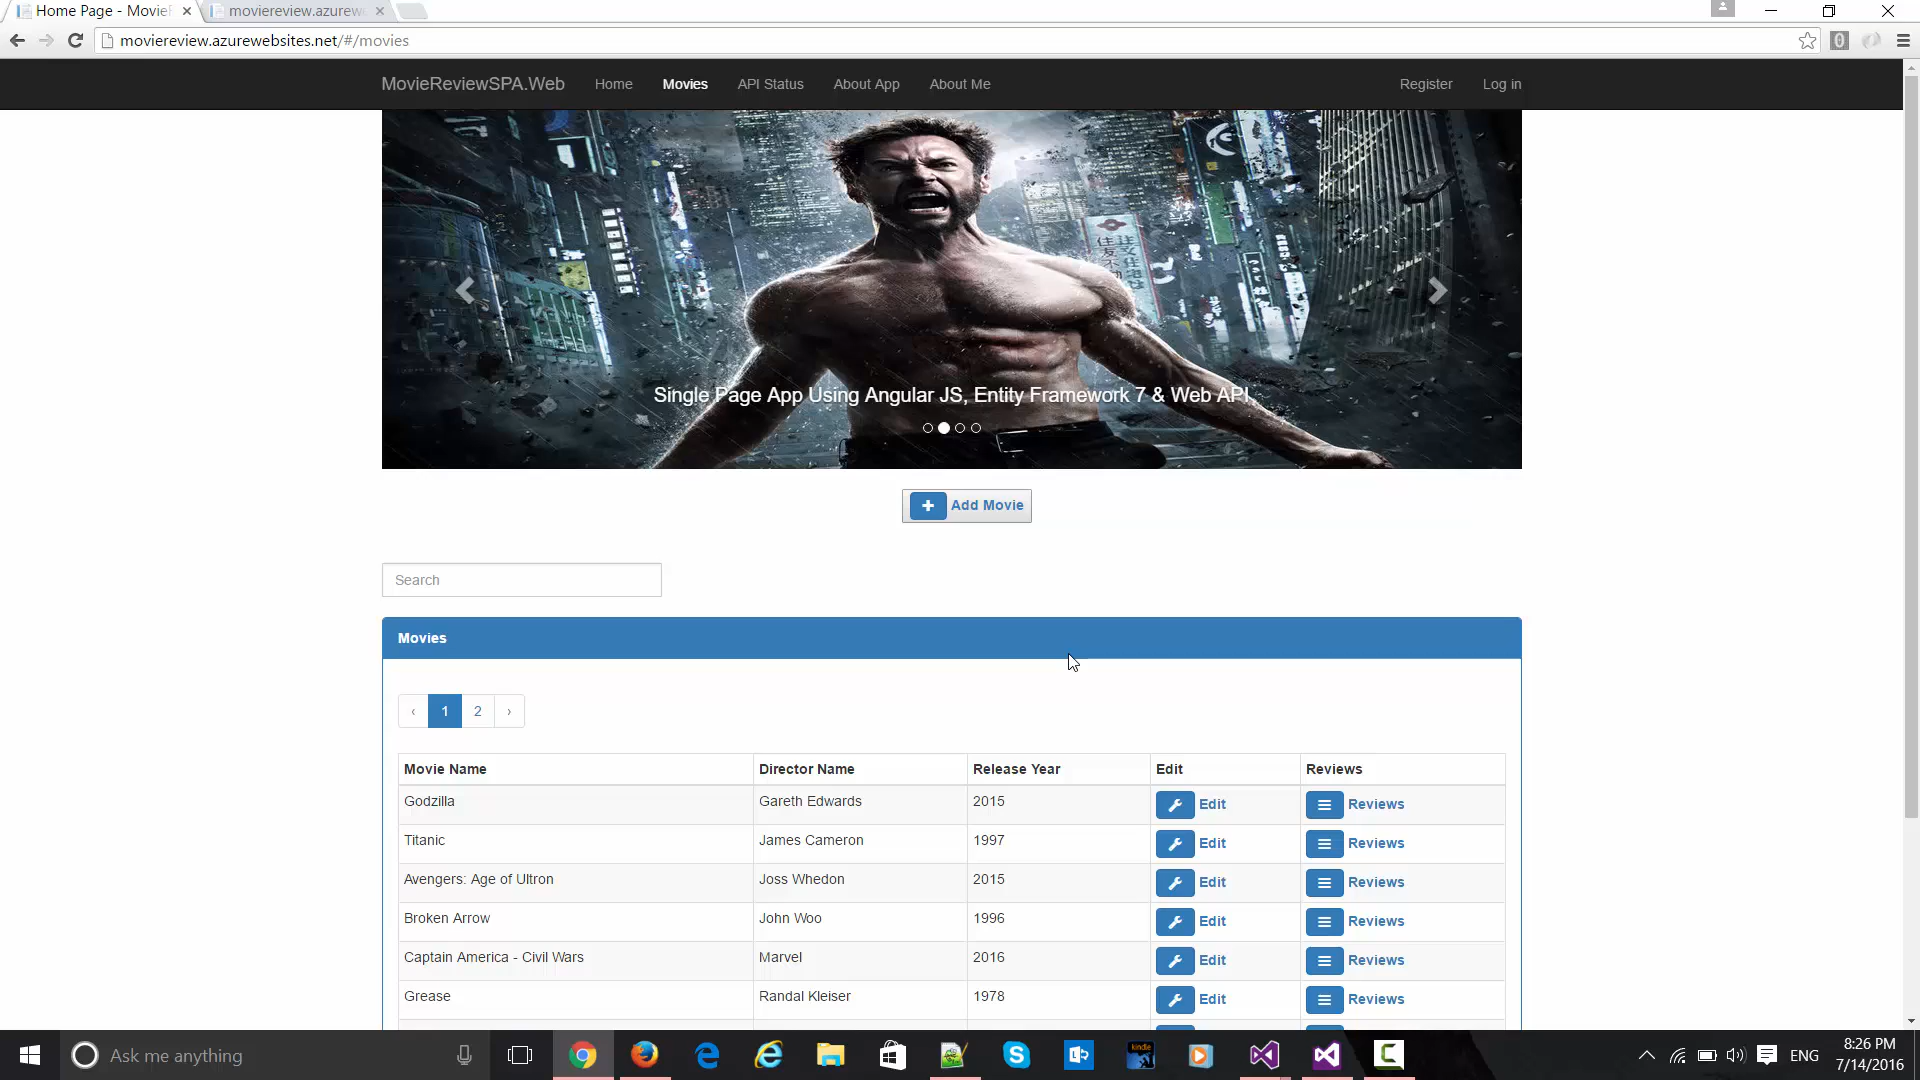 Home Page - Movie
moviereview.azurew
moviereview.azurewebsites.net/#/movies
MovieReviewSPA.Web
Home
Movies
API Status
About App
About Me
Register
Log in
Single Page App Using Angular JS, Entity Framework 7 & Web API.
Add Movie
Search
Movies
‹ 1 2 ›
Movie Name Director Name Release Year Edit Reviews
Godzilla Gareth Edwards 2015 Edit Reviews
Titanic James Cameron 1997 Edit Reviews
Avengers: Age of Ultron Joss Whedon 2015 Edit Reviews
Broken Arrow John Woo 1996 Edit Reviews
Captain America - Civil Wars Marvel 2016 Edit Reviews
Grease Randal Kleiser 1978 Edit Reviews
Ask me anything
kindle
ENG
8:26 PM
7/14/2016